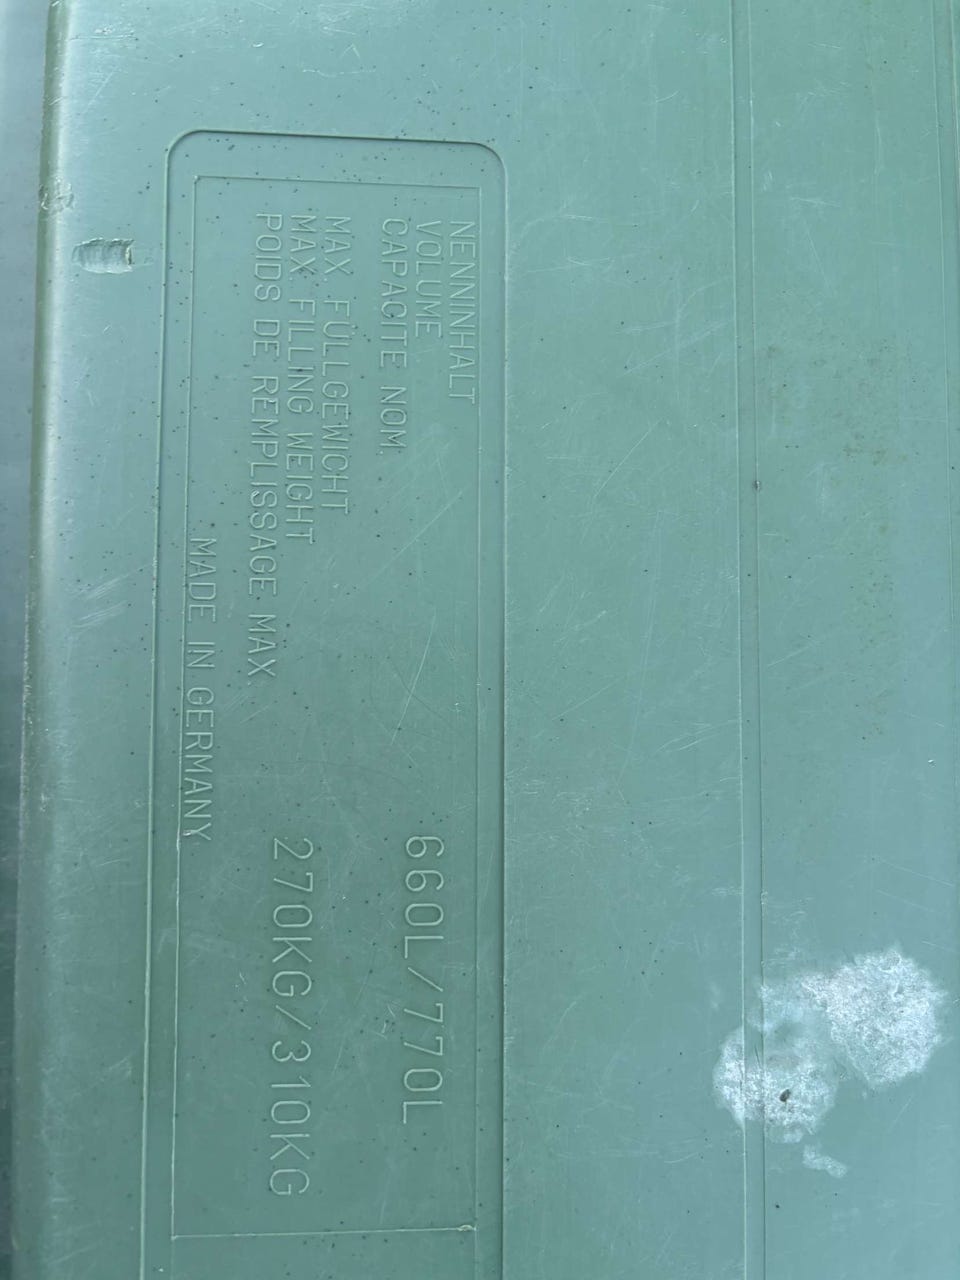 NENNINHALT
VOLUME 660L/770L
CAPACITE NOM.
MAX. FÜLLGEWICHT
MAX. FILLING WEIGHT 270KG/310KG
POIDS DE REMPLISSAGE MAX.
MADE IN GERMANY